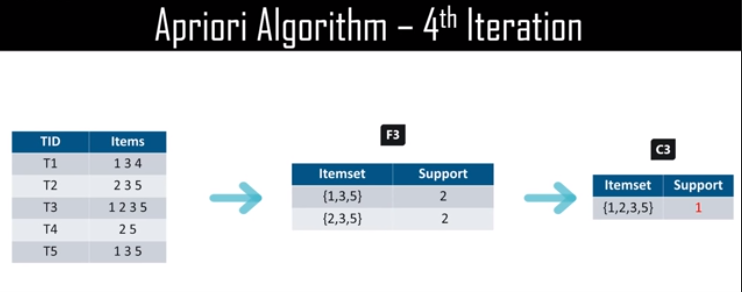 Apriori Algorithm – 4th Iteration
F3
C3
TID Items
T1 1 3 4
T2 2 3 5
T3 1 2 3 5
T4 2 5
T5 1 3 5
Itemset Support
{1,3,5} 2
{2,3,5} 2
Itemset Support
{1,2,3,5} 1